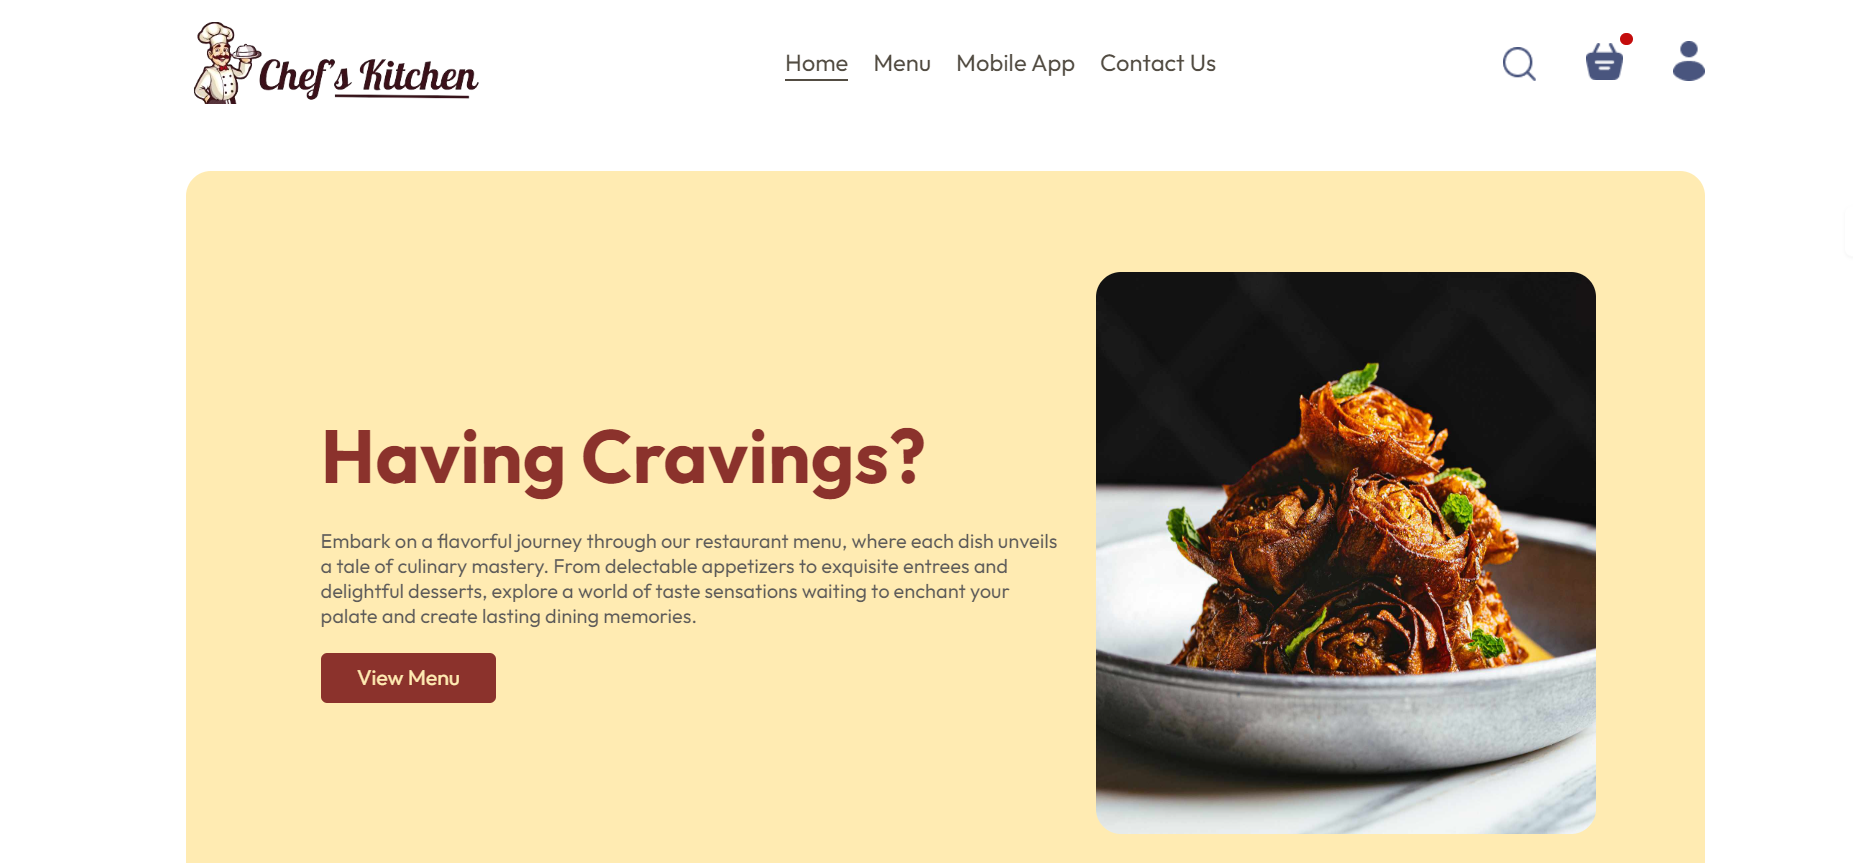 Chef's Kitchen
Home Menu Mobile App Contact Us
Having Cravings?
Embark on a flavorful journey through our restaurant menu, where each dish unveils
a tale of culinary mastery. From delectable appetizers to exquisite entrees and
delightful desserts, explore a world of taste sensations waiting to enchant your
palate and create lasting dining memories.
View Menu